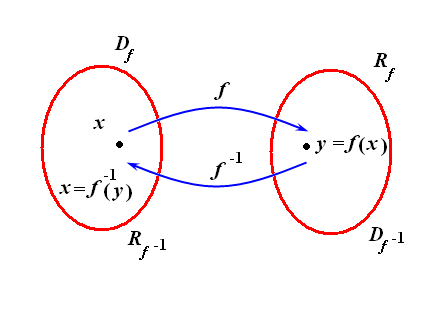 D_f
R_f
f
x
y = f(x)
f^-1
x = f^-1(y)
R_f-1
D_f-1